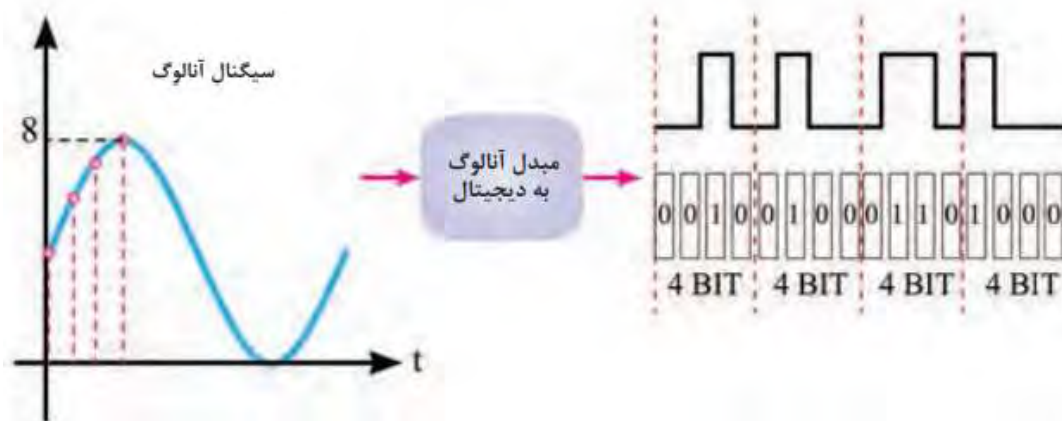 سیگنال آنالوگ
8
t
مبدل آنالوگ
به دیجیتال
0 0 1 0 0 1 0 0 0 1 1 0 1 0 0 0
4 BIT 4 BIT 4 BIT 4 BIT